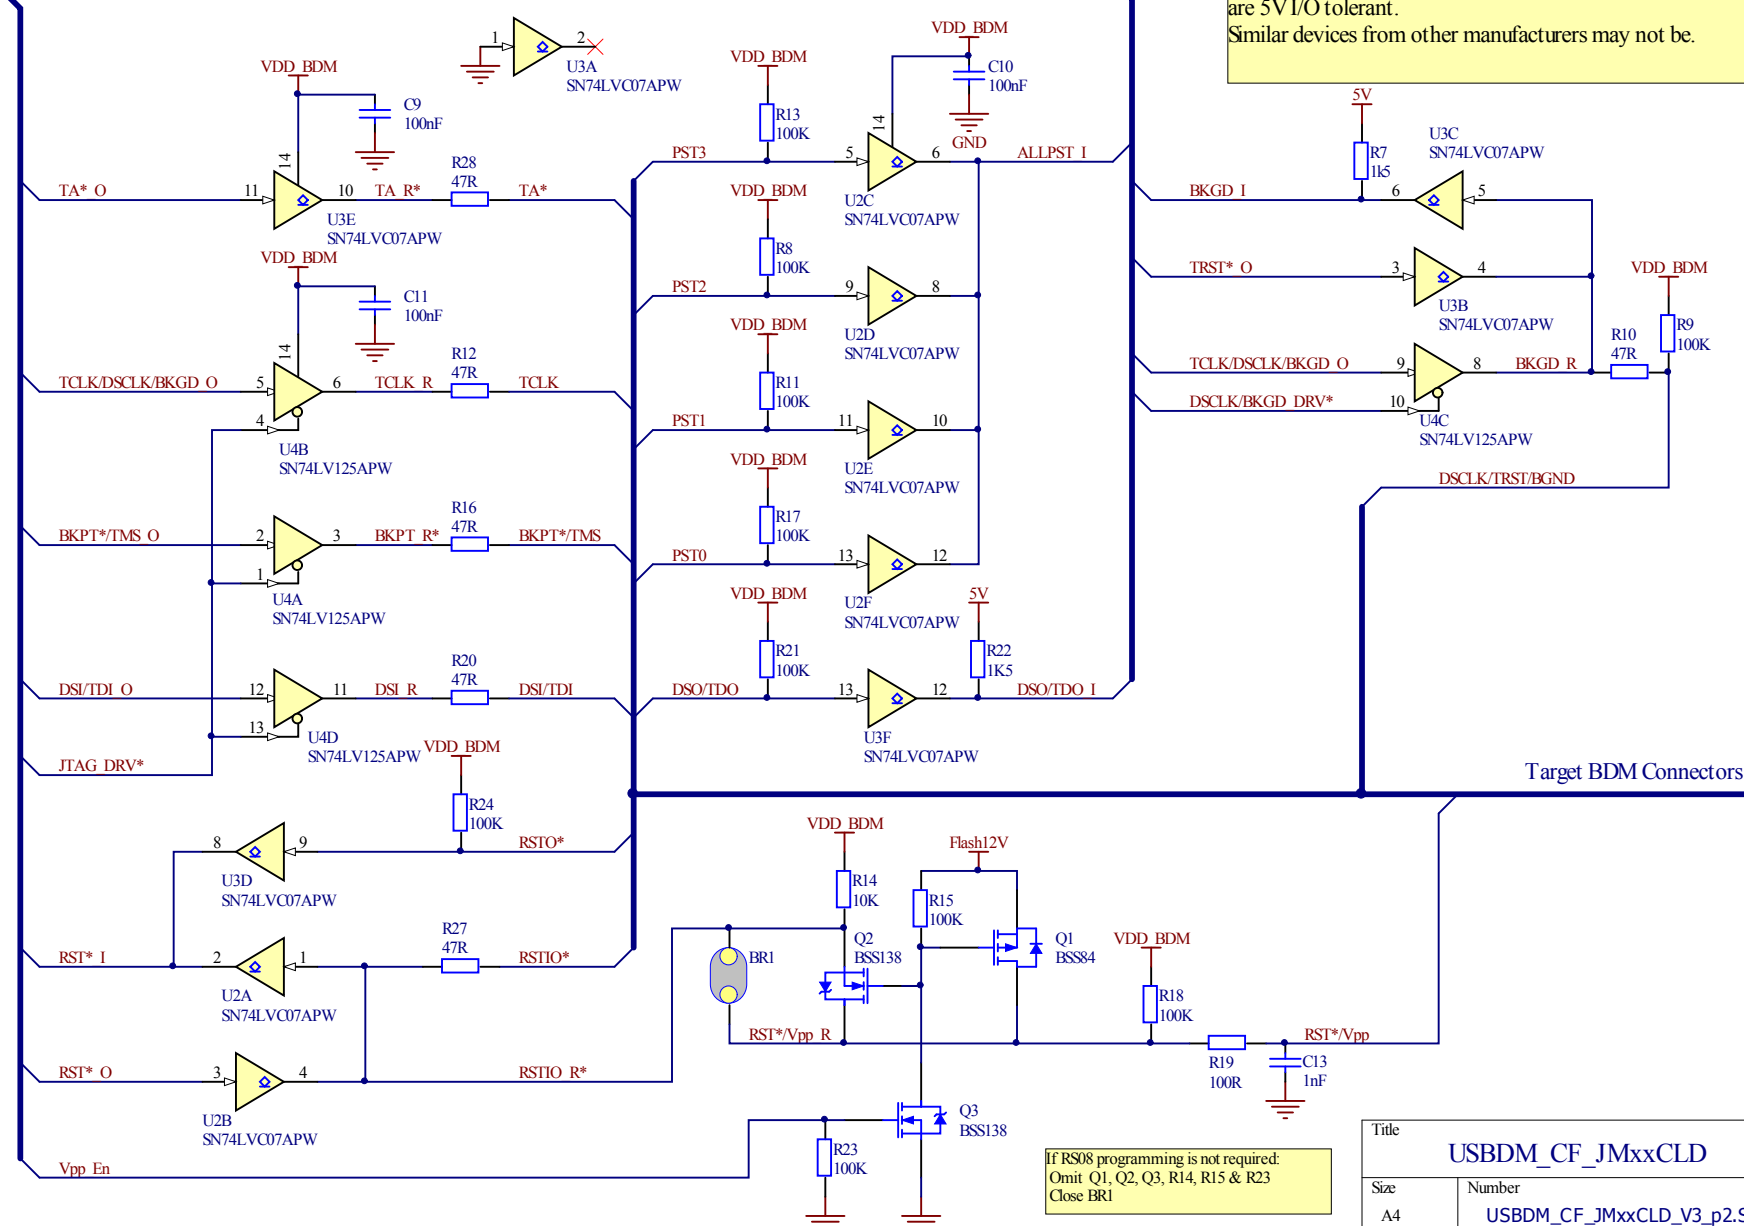 are 5V I/O tolerant.
Similar devices from other manufacturers may not be.
1
2
U3A
SN74LVC07APW
VDD_BDM
C9
100nF
14
TA*_O
11
10
TA_R*
R28
47R
TA*
U3E
SN74LVC07APW
VDD_BDM
C11
100nF
14
TCLK/DSCLK/BKGD_O
5
6
TCLK_R
R12
47R
TCLK
4
U4B
SN74LV125APW
BKPT*/TMS_O
2
3
BKPT_R*
R16
47R
BKPT*/TMS
1
U4A
SN74LV125APW
DSI/TDI_O
12
11
DSI_R
R20
47R
DSI/TDI
13
U4D
SN74LV125APW
JTAG_DRV*
VDD_BDM
R24
100K
8
9
RSTO*
U3D
SN74LVC07APW
RST*_I
2
1
R27
47R
RSTIO*
U2A
SN74LVC07APW
RST*_O
3
4
RSTIO_R*
U2B
SN74LVC07APW
Vpp_En
VDD_BDM
R13
100K
PST3
5
6
14
VDD_BDM
C10
100nF
GND
ALLPST_I
U2C
SN74LVC07APW
VDD_BDM
R8
100K
PST2
9
8
U2D
SN74LVC07APW
VDD_BDM
R11
100K
PST1
11
10
U2E
SN74LVC07APW
VDD_BDM
R17
100K
PST0
13
12
U2F
SN74LVC07APW
VDD_BDM
R21
100K
5V
R22
1K5
DSO/TDO
13
12
DSO/TDO_I
U3F
SN74LVC07APW
5V
R7
1k5
U3C
SN74LVC07APW
BKGD_I
6
5
TRST*_O
3
4
U3B
SN74LVC07APW
VDD_BDM
R9
100K
TCLK/DSCLK/BKGD_O
9
8
BKGD_R
R10
47R
DSCLK/BKGD_DRV*
10
U4C
SN74LV125APW
DSCLK/TRST/BGND
Target BDM Connectors
VDD_BDM
R14
10K
Flash12V
R15
100K
BR1
Q2
BSS138
Q1
BSS84
VDD_BDM
R18
100K
RST*/Vpp_R
R19
100R
RST*/Vpp
C13
1nF
Q3
BSS138
R23
100K
If RS08 programming is not required:
Omit Q1, Q2, Q3, R14, R15 & R23
Close BR1
Title
USBDM_CF_JMxxCLD
Size
Number
A4
USBDM_CF_JMxxCLD_V3_p2.S